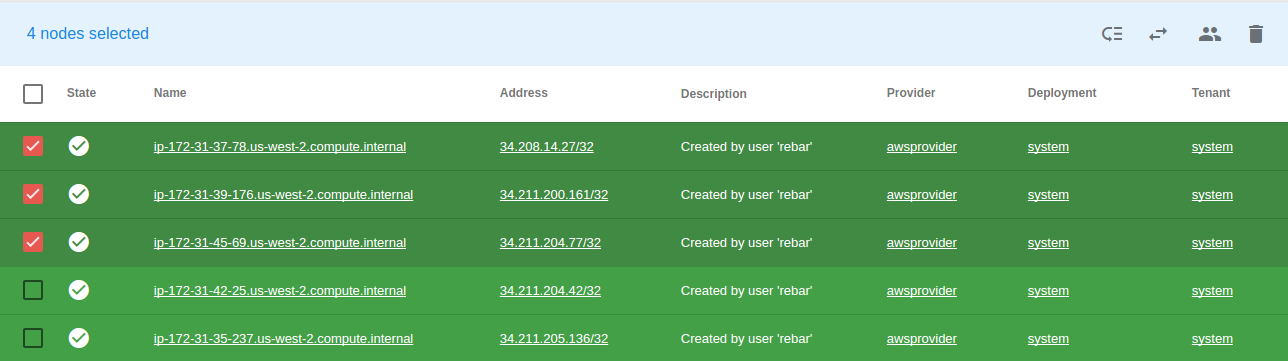 4 nodes selected
State Name Address Description Provider Deployment Tenant
ip-172-31-37-78.us-west-2.compute.internal 34.208.14.27/32 Created by user 'rebar' awsprovider system system
ip-172-31-39-176.us-west-2.compute.internal 34.211.200.161/32 Created by user 'rebar' awsprovider system system
ip-172-31-45-69.us-west-2.compute.internal 34.211.204.77/32 Created by user 'rebar' awsprovider system system
ip-172-31-42-25.us-west-2.compute.internal 34.211.204.42/32 Created by user 'rebar' awsprovider system system
ip-172-31-35-237.us-west-2.compute.internal 34.211.205.136/32 Created by user 'rebar' awsprovider system system